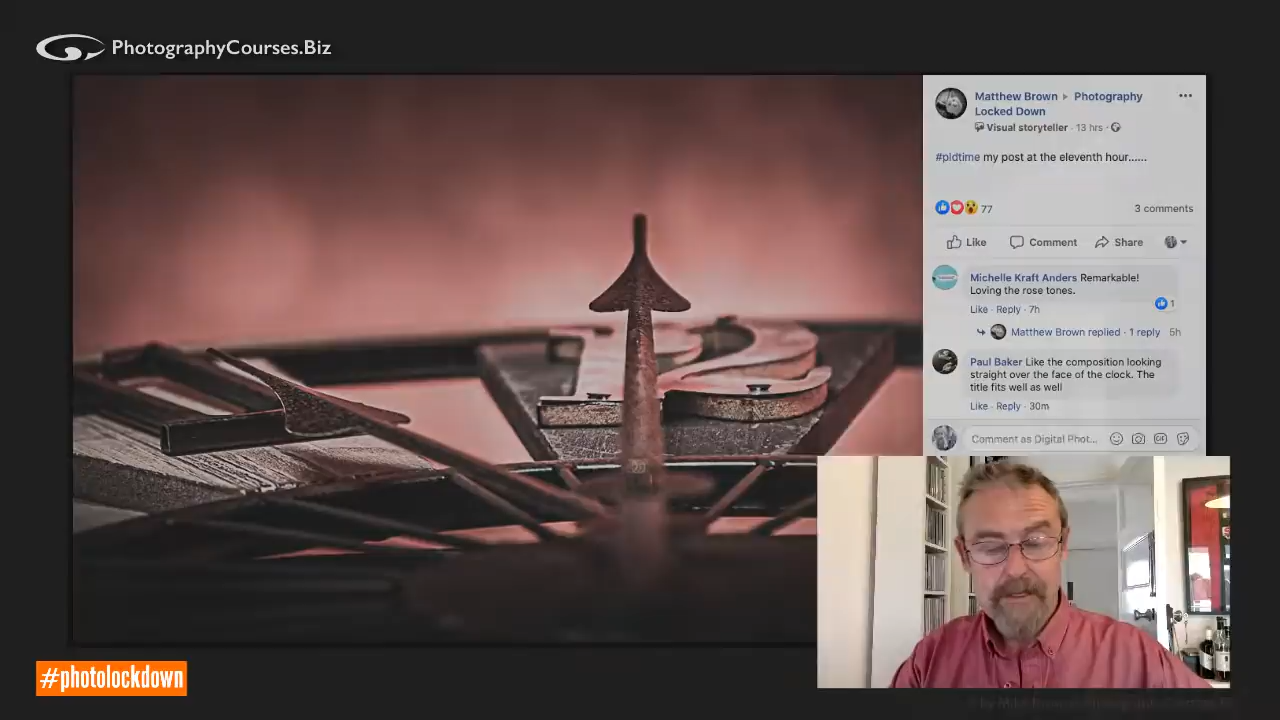 PhotographyCourses.Biz
Matthew Brown ▸ Photography
Locked Down
Visual storyteller · 13 hrs ·
#pldtime my post at the eleventh hour......
77
3 comments
Like Comment Share
Michelle Kraft Anders Remarkable!
Loving the rose tones.
1
Like · Reply · 7h
Matthew Brown replied · 1 reply 5h
Paul Baker Like the composition looking
straight over the face of the clock. The
title fits well as well
Like · Reply · 30m
Comment as Digital Phot... GIF
12
#photolockdown